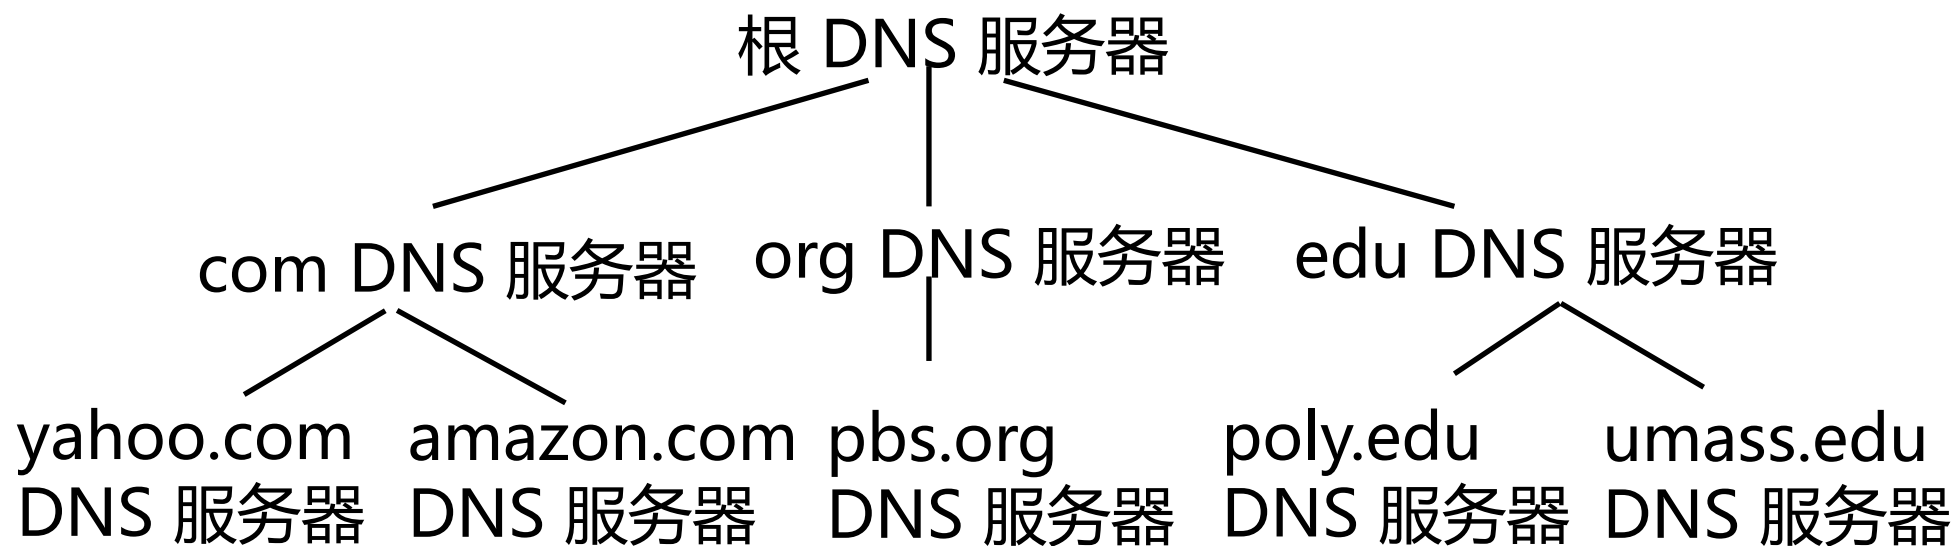 根 DNS 服务器
com DNS 服务器
org DNS 服务器
edu DNS 服务器
yahoo.com
DNS 服务器
amazon.com
DNS 服务器
pbs.org
DNS 服务器
poly.edu
DNS 服务器
umass.edu
DNS 服务器